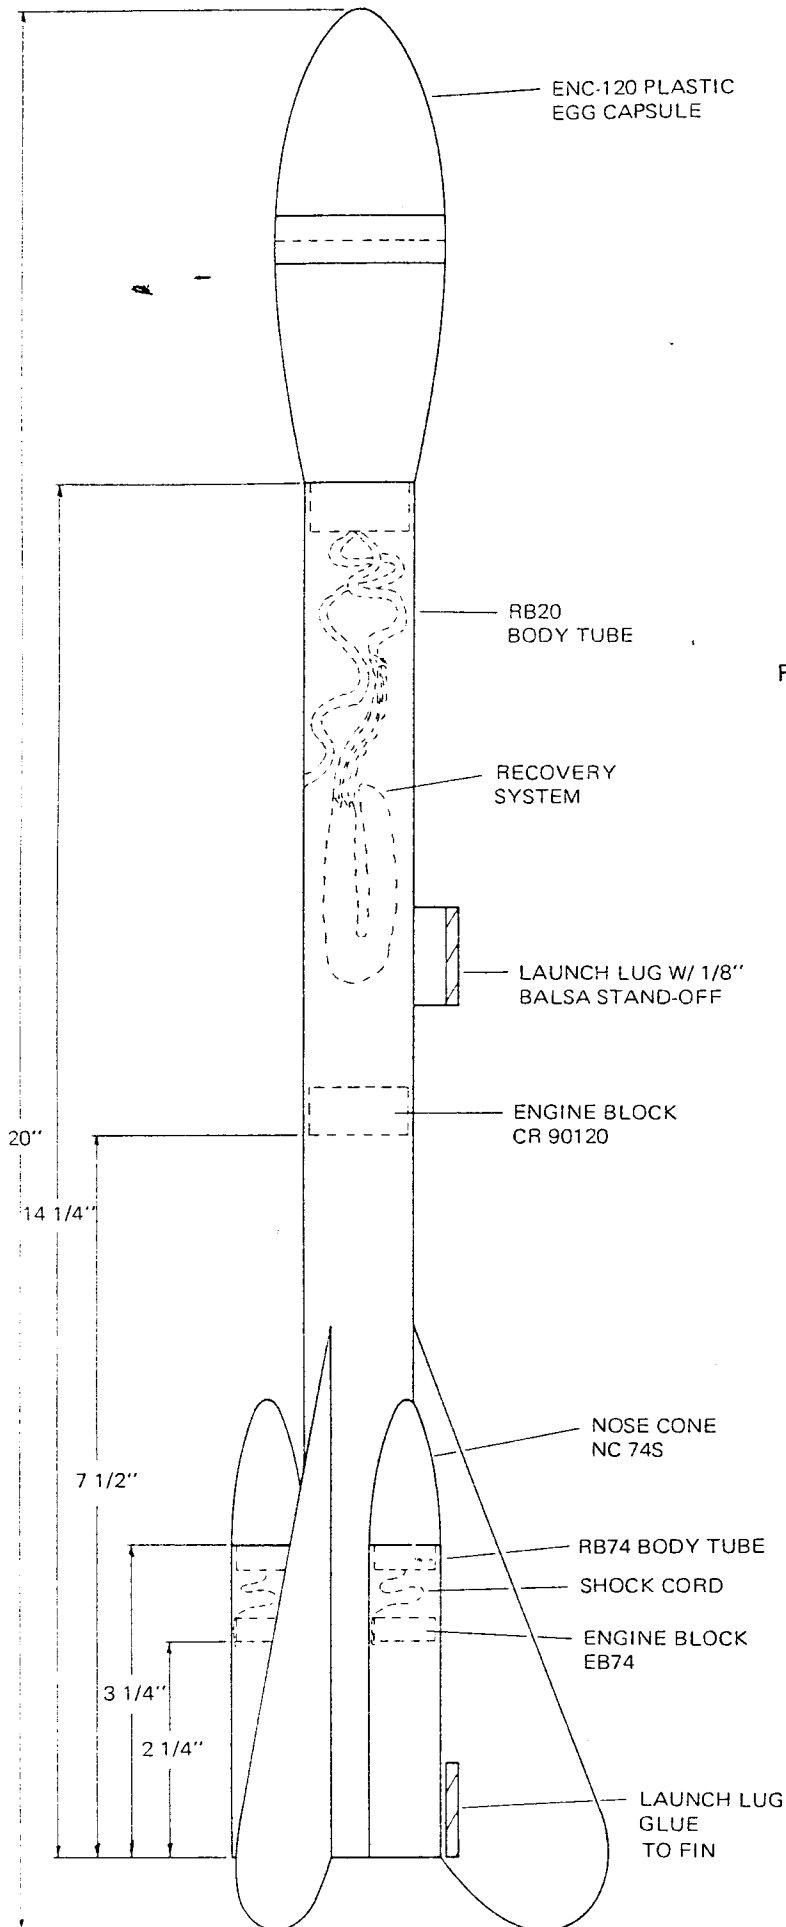 ENC-120 PLASTIC
EGG CAPSULE
RB20
BODY TUBE
F
RECOVERY
SYSTEM
LAUNCH LUG W/ 1/8"
BALSA STAND-OFF
ENGINE BLOCK
CR 90120
20"
14 1/4"
NOSE CONE
NC 74S
7 1/2"
RB74 BODY TUBE
SHOCK CORD
ENGINE BLOCK
EB74
3 1/4"
2 1/4"
LAUNCH LUG
GLUE
TO FIN